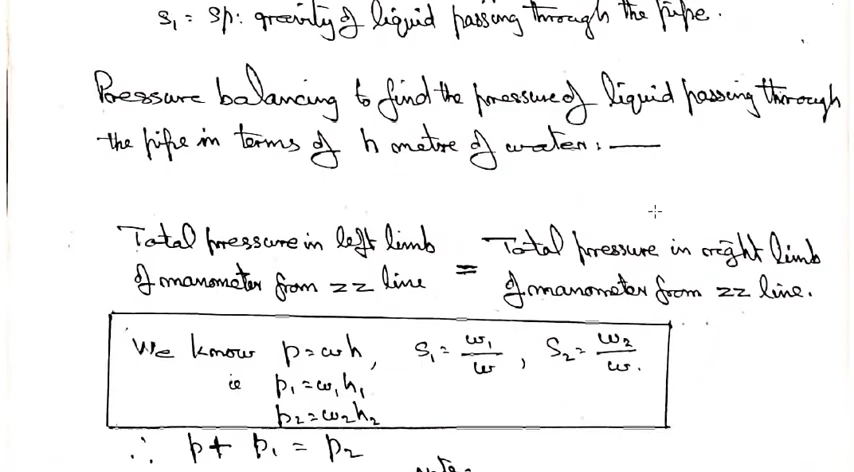 S₁ = Sp: gravity of liquid passing through the pipe.
Pressure balancing to find the pressure of liquid passing through
the pipe in terms of h metre of water:—
Total pressure in left limb = Total pressure in right limb
of manometer from zz line of manometer from zz line.
We know p=wh, S₁ = w₁/w, S₂ = w₂/w.
ie p₁=w₁h₁
p₂=w₂h₂
∴ p+ p₁ = p₂
Note: